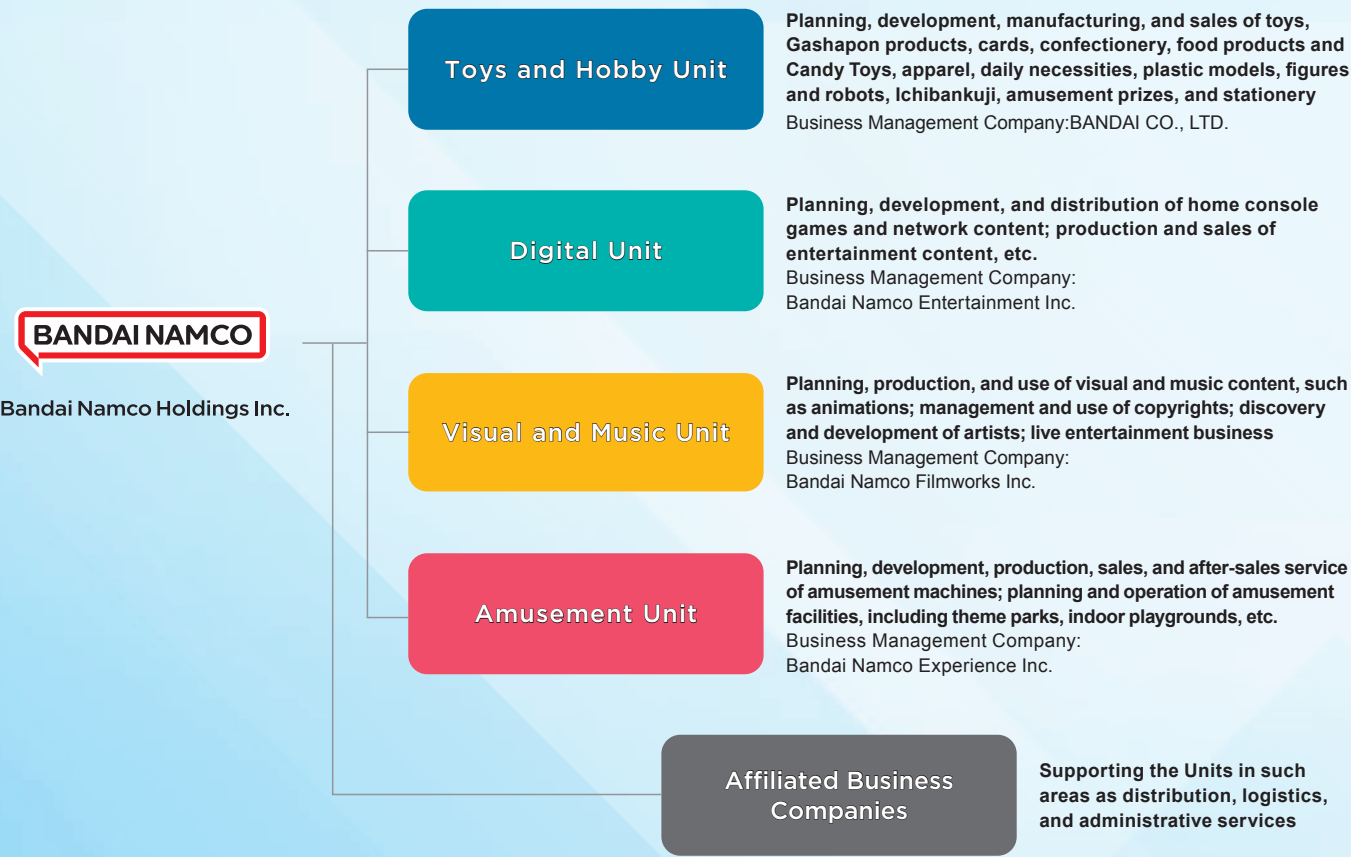 BANDAI NAMCO
Bandai Namco Holdings Inc.
Toys and Hobby Unit
Planning, development, manufacturing, and sales of toys,
Gashapon products, cards, confectionery, food products and
Candy Toys, apparel, daily necessities, plastic models, figures
and robots, Ichibankuji, amusement prizes, and stationery
Business Management Company:BANDAI CO., LTD.
Digital Unit
Planning, development, and distribution of home console
games and network content; production and sales of
entertainment content, etc.
Business Management Company:
Bandai Namco Entertainment Inc.
Visual and Music Unit
Planning, production, and use of visual and music content, such
as animations; management and use of copyrights; discovery
and development of artists; live entertainment business
Business Management Company:
Bandai Namco Filmworks Inc.
Amusement Unit
Planning, development, production, sales, and after-sales service
of amusement machines; planning and operation of amusement
facilities, including theme parks, indoor playgrounds, etc.
Business Management Company:
Bandai Namco Experience Inc.
Affiliated Business
Companies
Supporting the Units in such
areas as distribution, logistics,
and administrative services